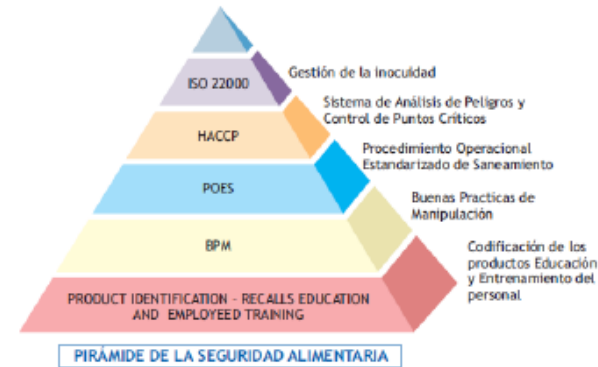 ISO 22000
Gestión de la inocuidad
HACCP
Sistema de Análisis de Peligros y
Control de Puntos Críticos
POES
Procedimiento Operacional
Estandarizado de Saneamiento
BPM
Buenas Practicas de
Manipulación
PRODUCT IDENTIFICATION - RECALLS EDUCATION
AND EMPLOYEED TRAINING
Codificación de los
productos Educación
y Entrenamiento del
personal
PIRÁMIDE DE LA SEGURIDAD ALIMENTARIA